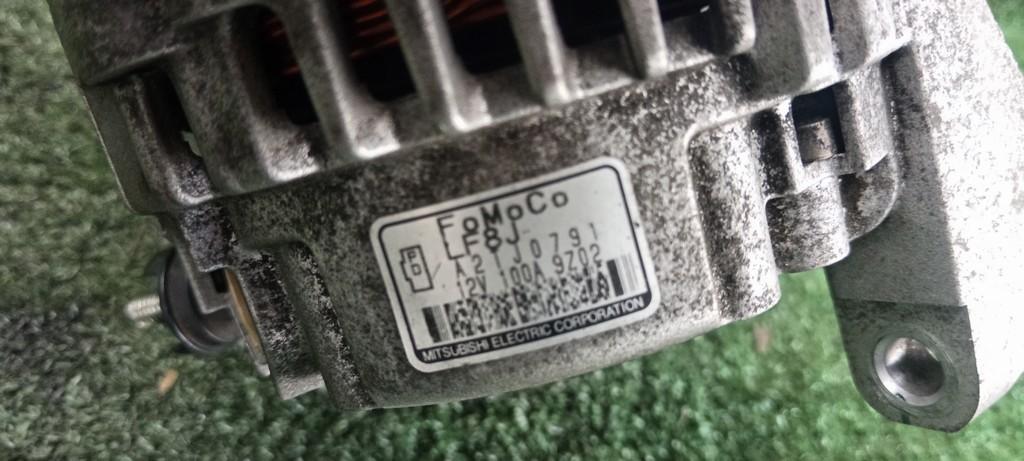 FoMoCo
LF8J
P
D
A2TJ0791
12V 100A 9Z02
MITSUBISHI ELECTRIC CORPORATION